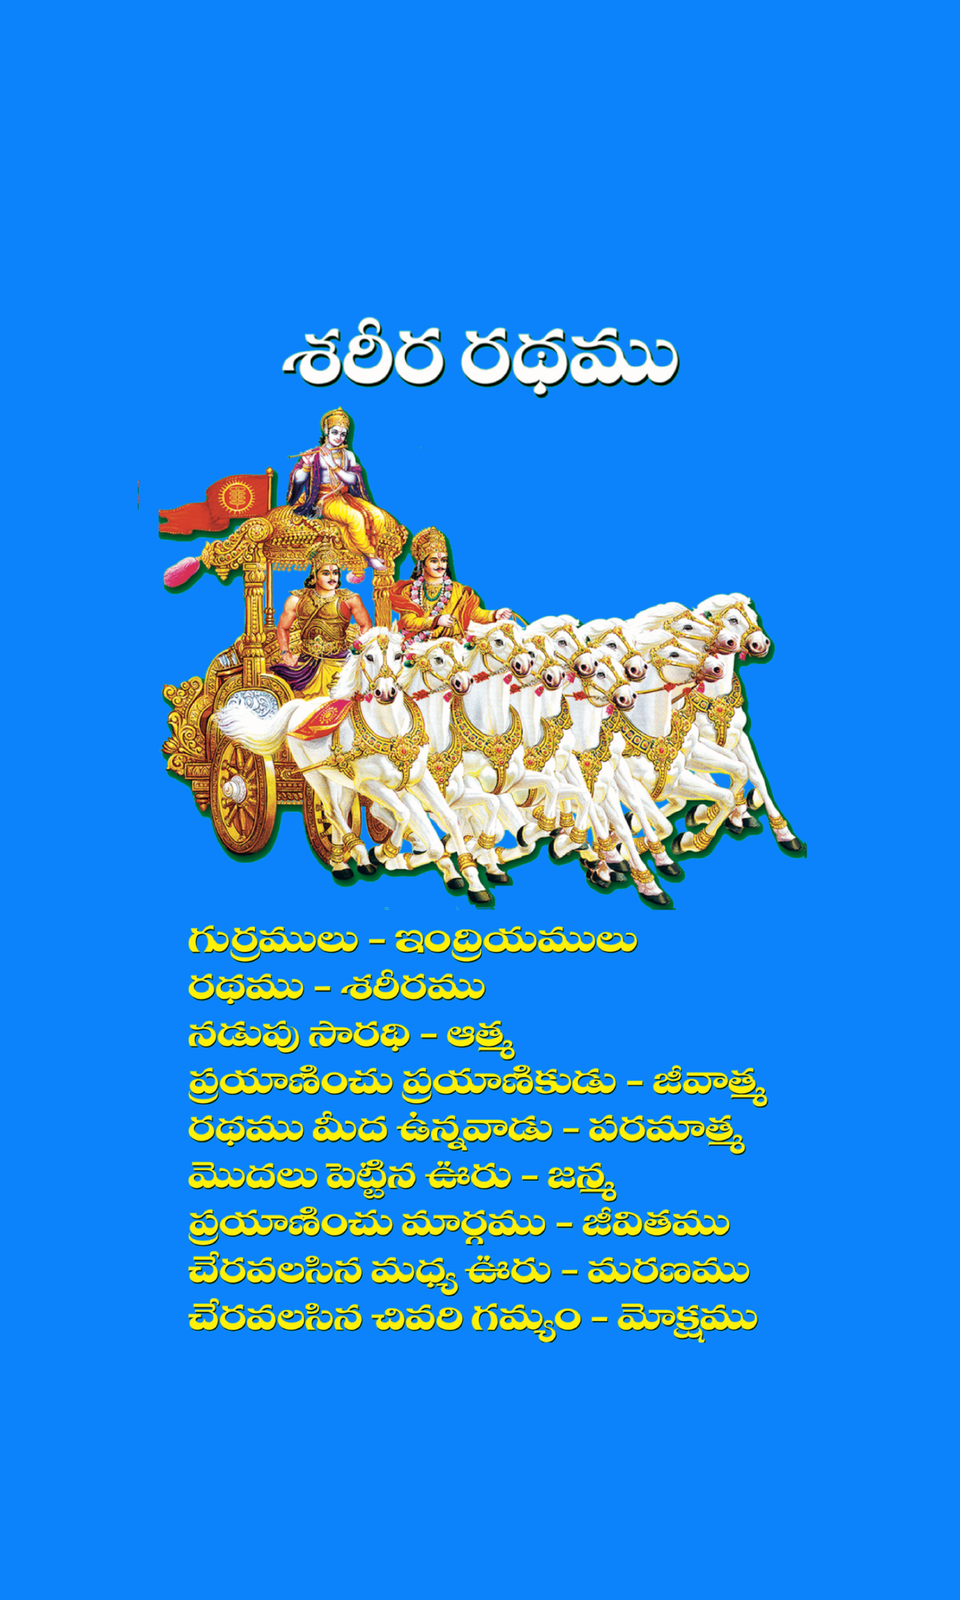 శరీర రథము
గుర్రములు - ఇంద్రియములు
రథము - శరీరము
నడుపు సారథి - ఆత్మ
ప్రయాణించు ప్రయాణికుడు - జీవాత్మ
రథము మీద ఉన్నవాడు - పరమాత్మ
మొదలు పెట్టిన ఊరు - జన్మ
ప్రయాణించు మార్గము - జీవితము
చేరవలసిన మధ్య ఊరు - మరణము
చేరవలసిన చివరి గమ్యం - మోక్షము